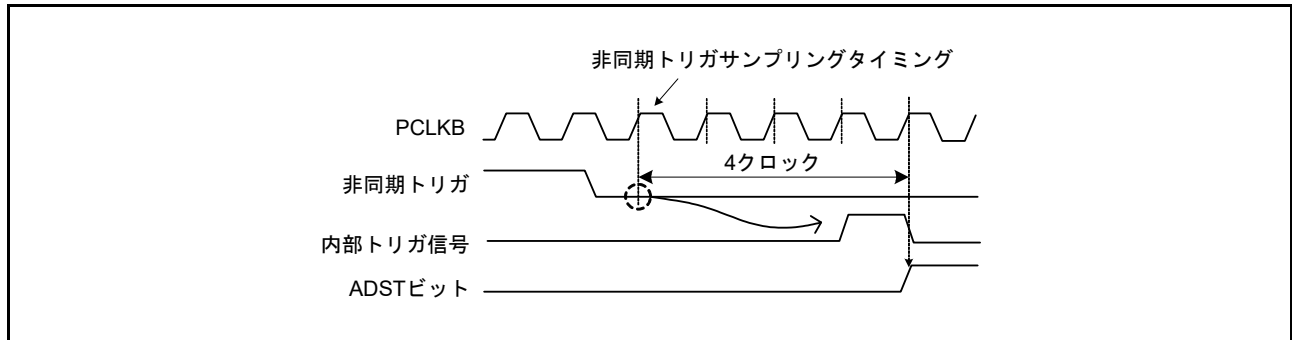 非同期トリガサンプリングタイミング
PCLKB
4クロック
非同期トリガ
内部トリガ信号
ADSTビット